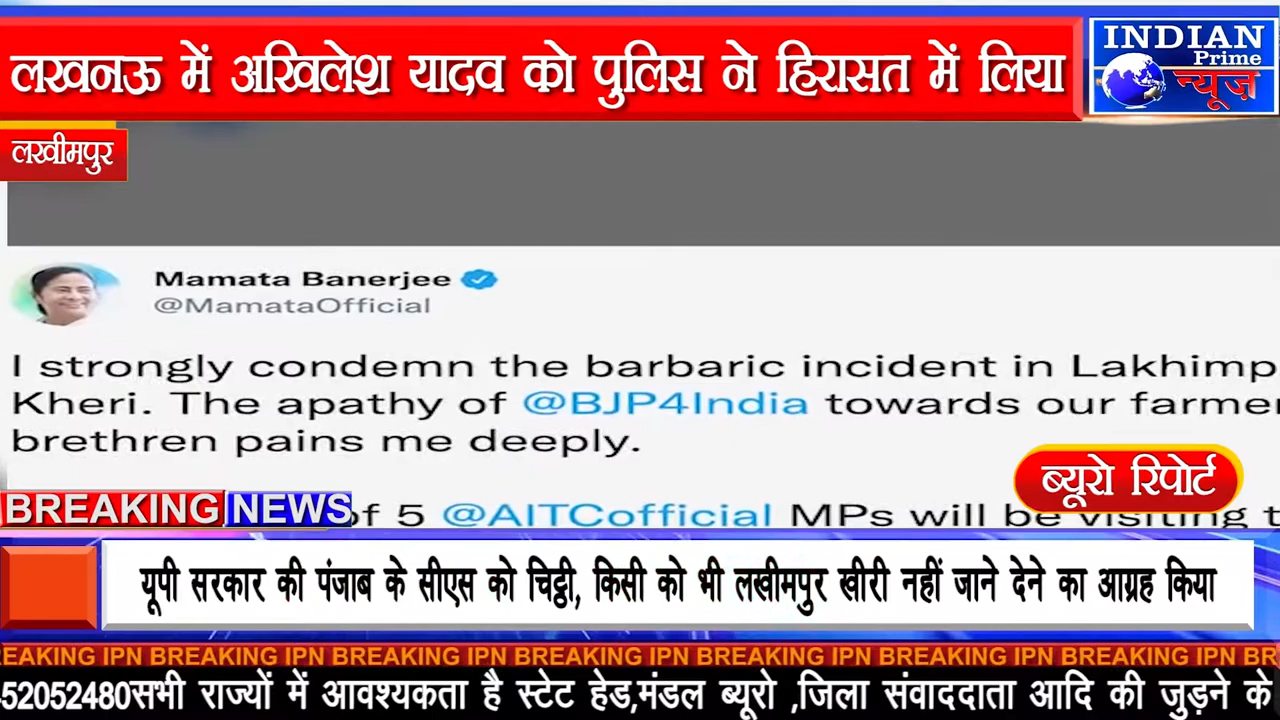 लखनऊ में अखिलेश यादव को पुलिस ने हिरासत में लिया
INDIAN
Prime
न्यूज़
लखीमपुर
Mamata Banerjee
@MamataOfficial
I strongly condemn the barbaric incident in Lakhimp
Kheri. The apathy of @BJP4India towards our farmer
brethren pains me deeply.
ब्यूरो रिपोर्ट
BREAKING NEWS
of 5 @AITCofficial MPs will be visiting t
यूपी सरकार की पंजाब के सीएस को चिट्ठी, किसी को भी लखीमपुर खीरी नहीं जाने देने का आग्रह किया
EAKING IPN BREAKING IPN BREAKING IPN BREAKING IPN BREAKING IPN BREAKING IPN BREAKING IPN BR
52052480सभी राज्यों में आवश्यकता है स्टेट हेड,मंडल ब्यूरो ,जिला संवाददाता आदि की जुड़ने के